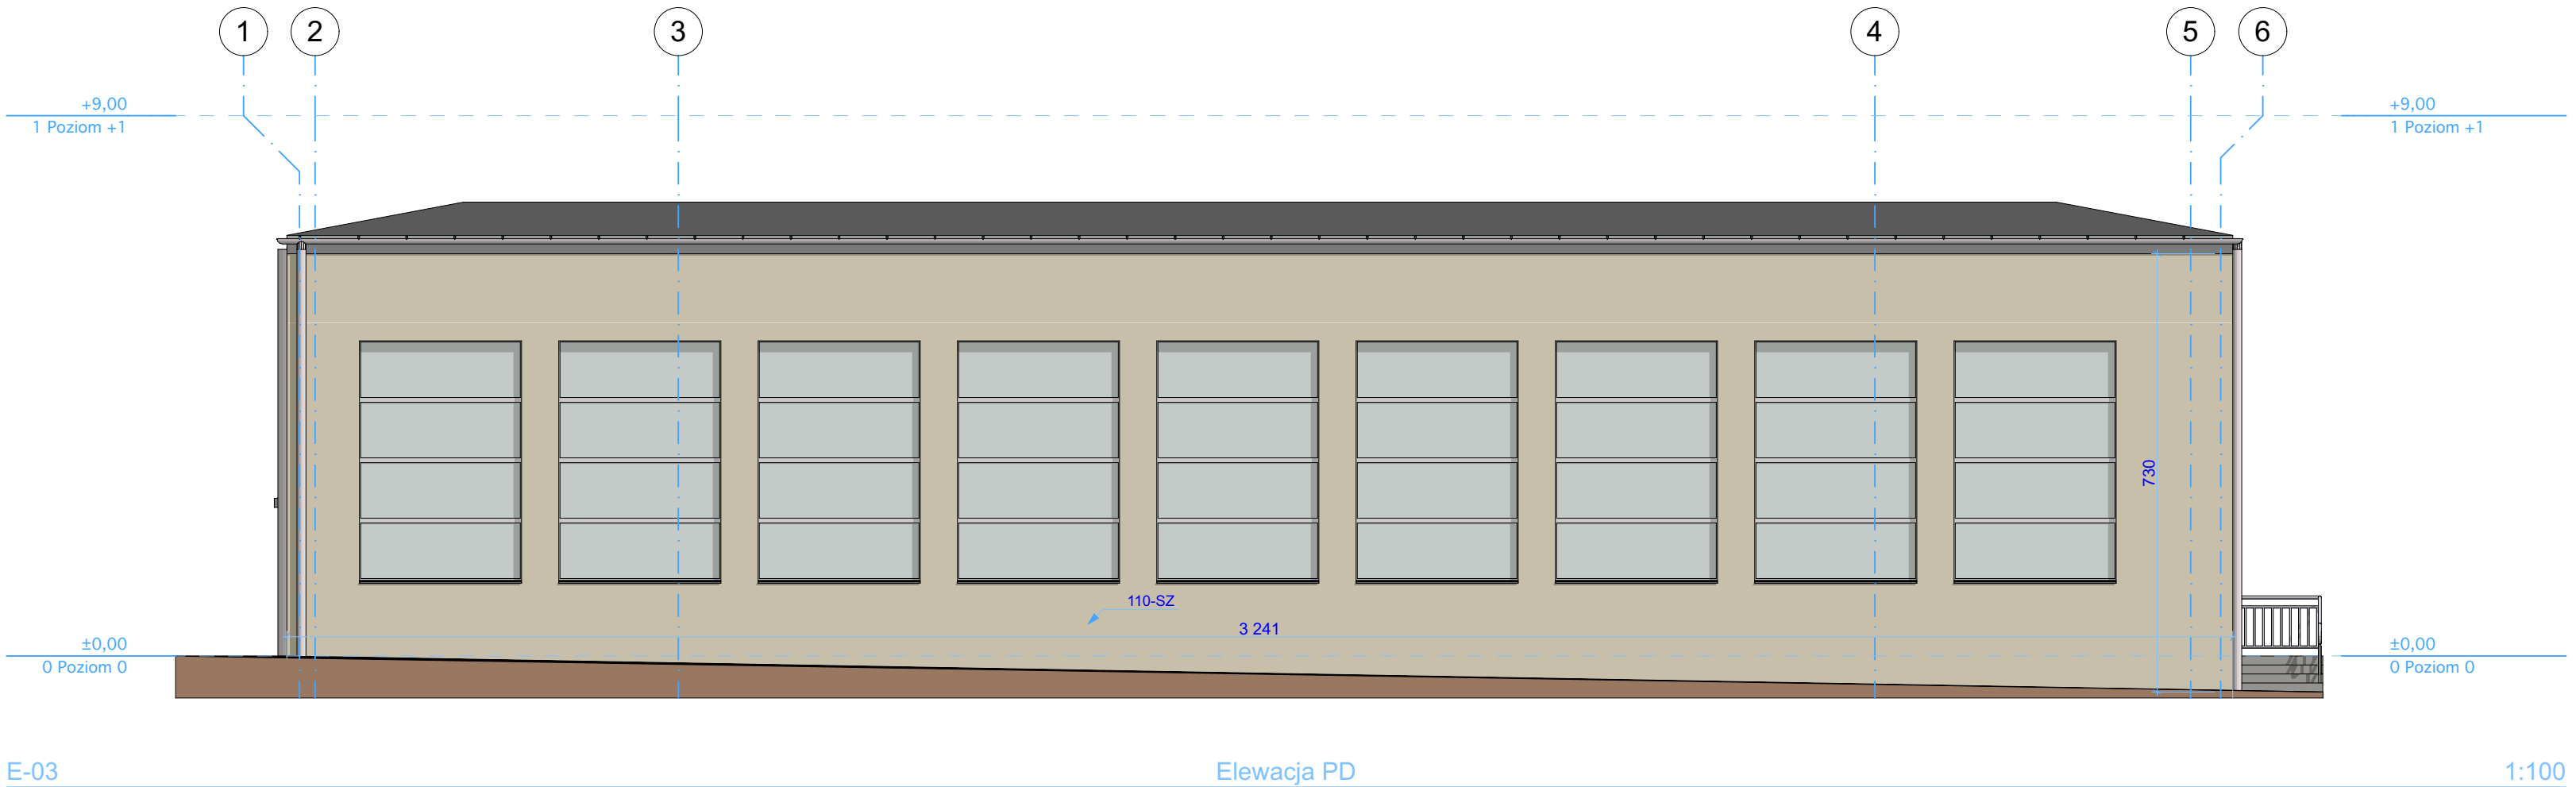 1 2 3 4 5 6
+9,00 +9,00
1 Poziom +1 1 Poziom +1
730
110-SZ
3 241
±0,00 ±0,00
0 Poziom 0 0 Poziom 0
E-03 Elewacja PD 1:100